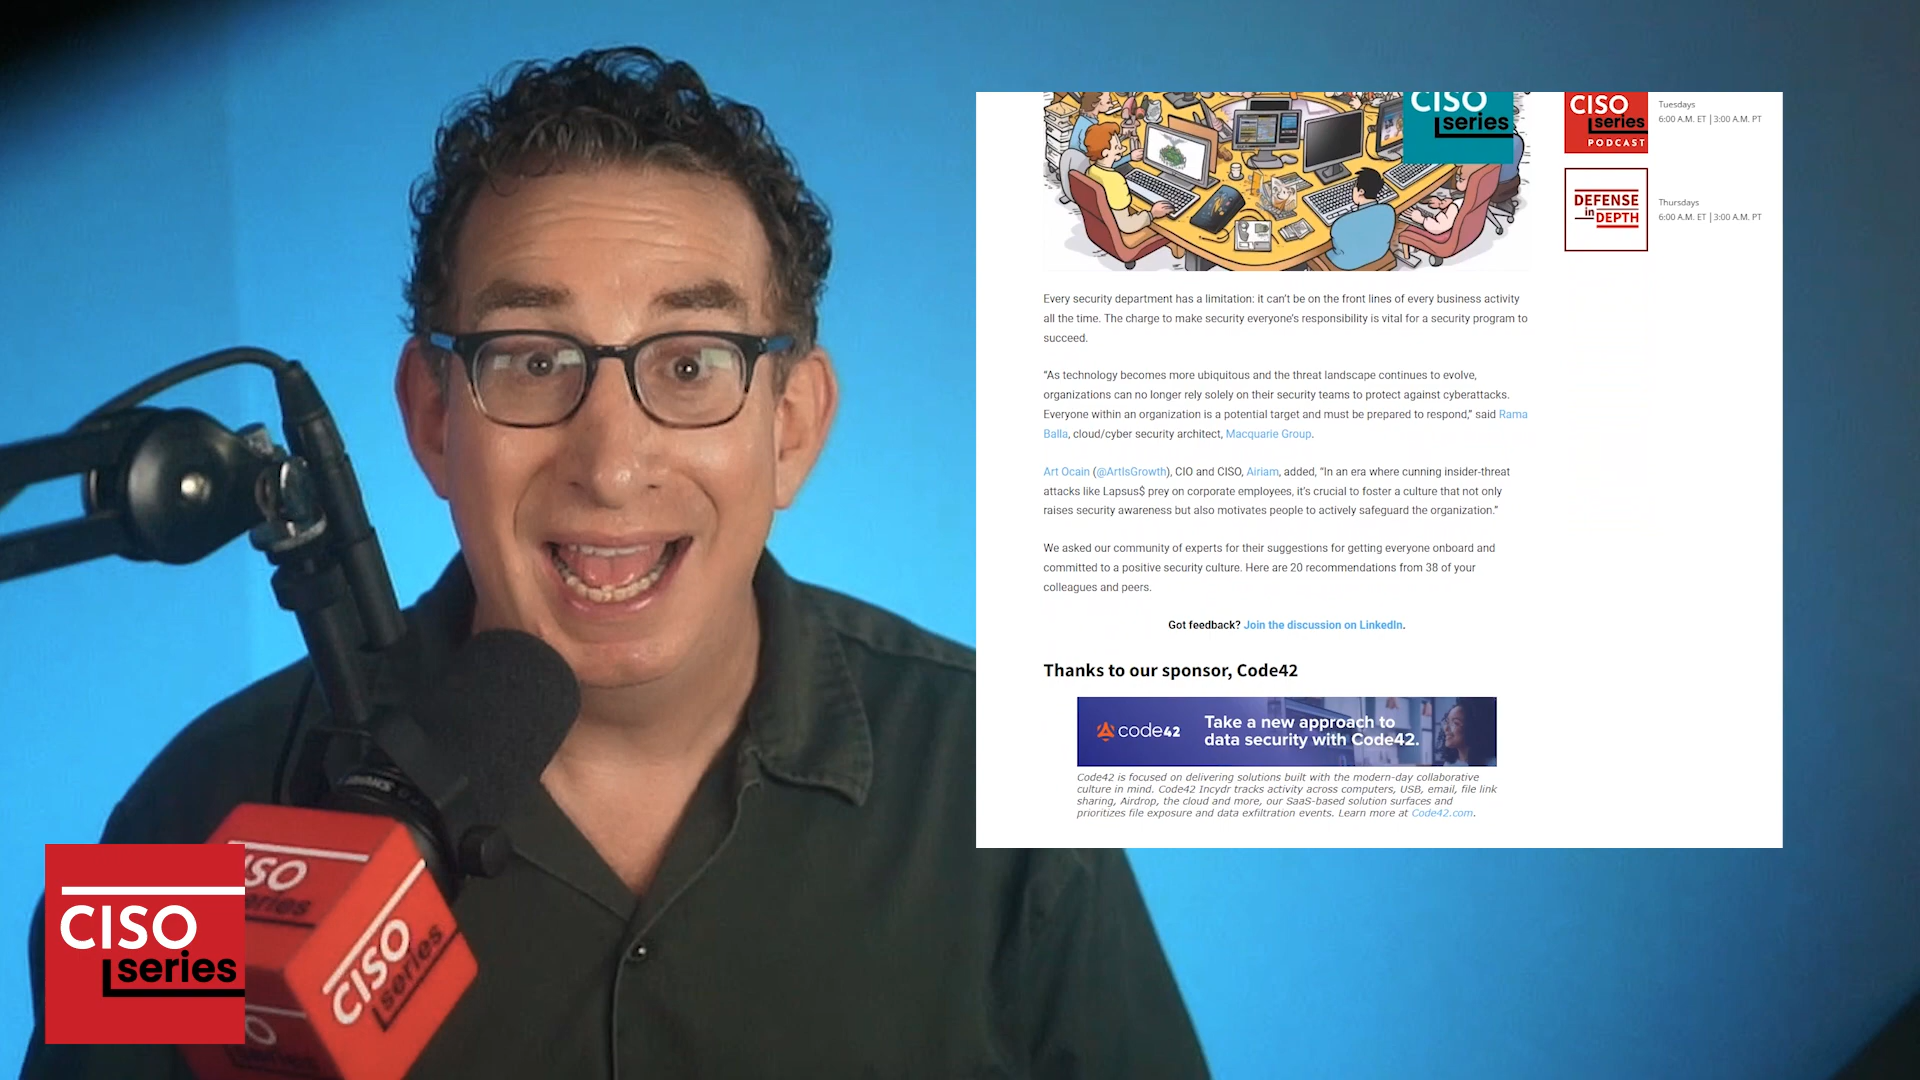 CISO
series
CISO
series
PODCAST
Tuesdays
6:00 A.M. ET | 3:00 A.M. PT
DEFENSE
in
DEPTH
Thursdays
6:00 A.M. ET | 3:00 A.M. PT
Every security department has a limitation: it can’t be on the front lines of every business activity
all the time. The charge to make security everyone’s responsibility is vital for a security program to
succeed.
“As technology becomes more ubiquitous and the threat landscape continues to evolve,
organizations can no longer rely solely on their security teams to protect against cyberattacks.
Everyone within an organization is a potential target and must be prepared to respond,” said Rama
Balla, cloud/cyber security architect, Macquarie Group.
Art Ocain (@ArtIsGrowth), CIO and CISO, Airiam, added, “In an era where cunning insider-threat
attacks like Lapsus$ prey on corporate employees, it’s crucial to foster a culture that not only
raises security awareness but also motivates people to actively safeguard the organization.”
We asked our community of experts for their suggestions for getting everyone onboard and
committed to a positive security culture. Here are 20 recommendations from 38 of your
colleagues and peers.
Got feedback? Join the discussion on LinkedIn.
Thanks to our sponsor, Code42
code42
Take a new approach to
data security with Code42.
Code42 is focused on delivering solutions built with the modern-day collaborative
culture in mind. Code42 Incydr tracks activity across computers, USB, email, file link
sharing, Airdrop, the cloud and more, our SaaS-based solution surfaces and
prioritizes file exposure and data exfiltration events. Learn more at Code42.com.
CISO
series
CISO
series
ISO
series